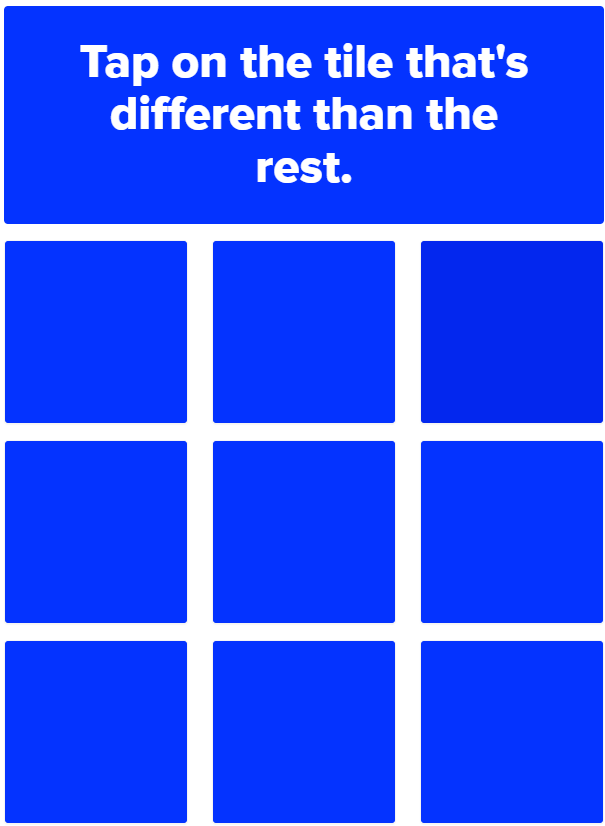 Tap on the tile that's
different than the
rest.